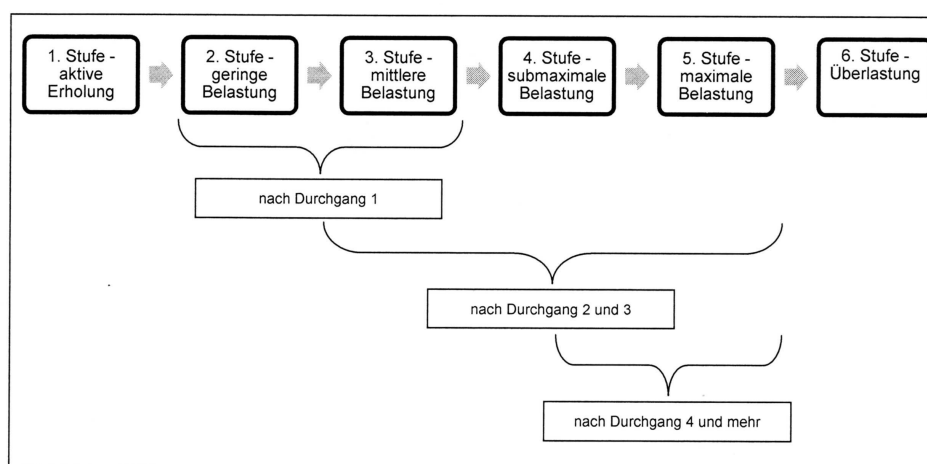 1. Stufe -
aktive
Erholung
2. Stufe -
geringe
Belastung
3. Stufe -
mittlere
Belastung
4. Stufe -
submaximale
Belastung
5. Stufe -
maximale
Belastung
6. Stufe -
Überlastung
nach Durchgang 1
nach Durchgang 2 und 3
nach Durchgang 4 und mehr